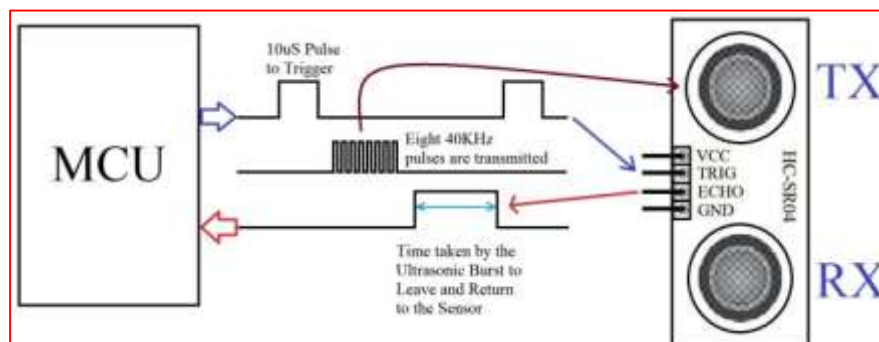 MCU
10uS Pulse
to Trigger
Eight 40KHz
pulses are transmitted
Time taken by the
Ultrasonic Burst to
Leave and Return
to the Sensor
VCC
TRIG
ECHO
GND
HC-SR04
TX
RX